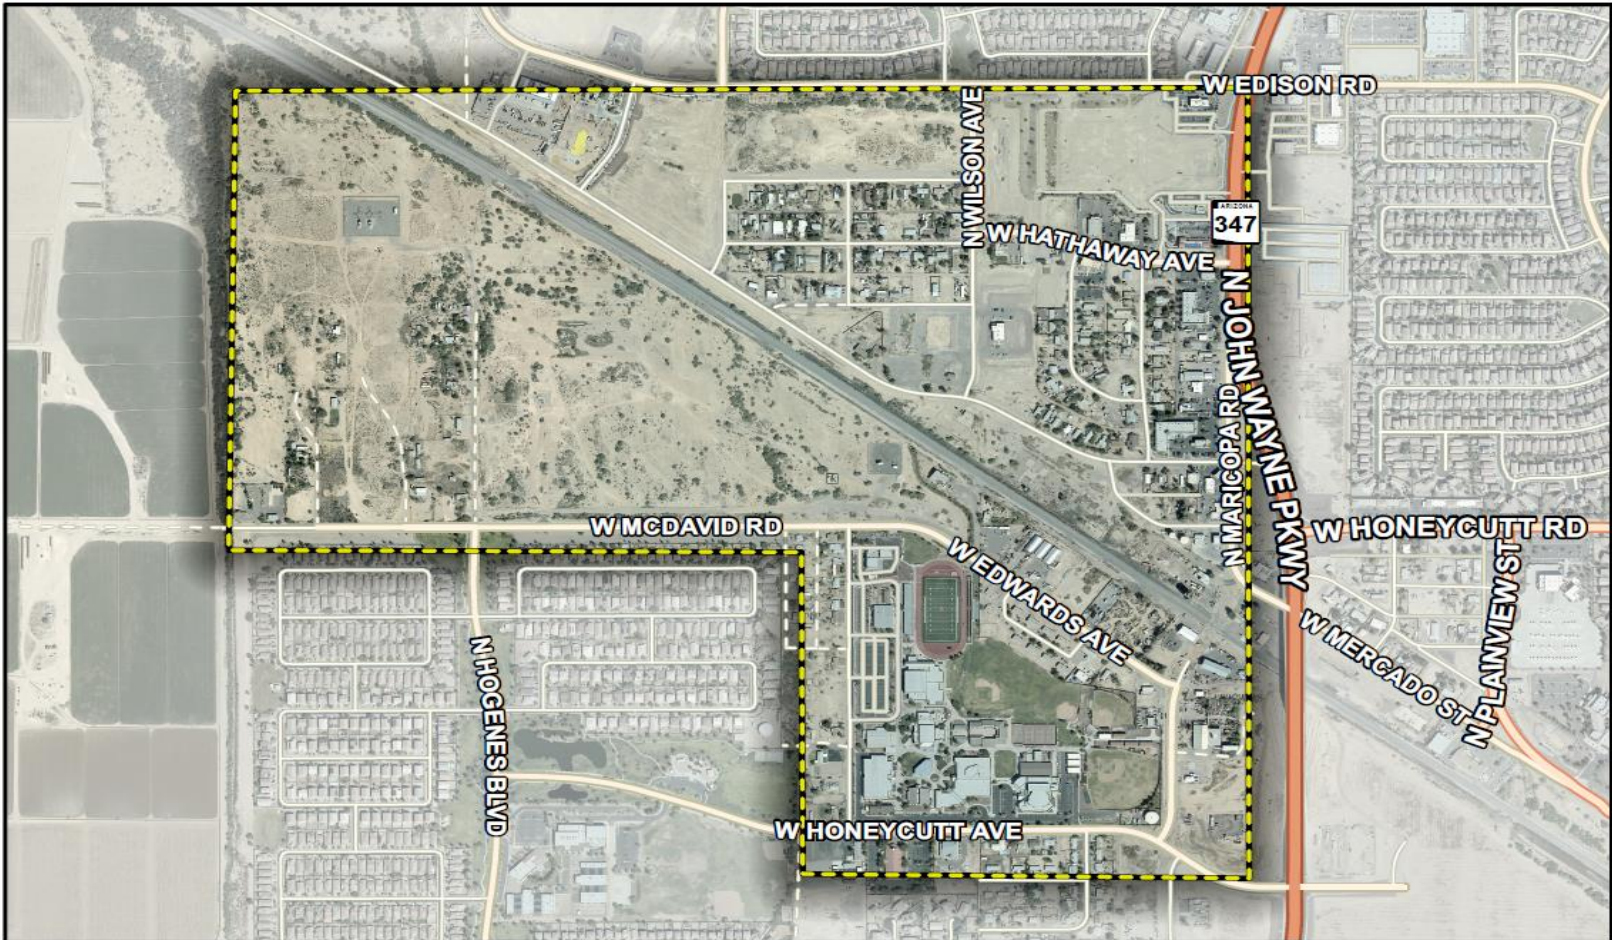 W EDISON RD
N WILSON AVE
W HATHAWAY AVE
ARIZONA
347
N JOHN WAYNE PKWY
N MARICOPA RD
W MCDAVID RD
W HONEYCUTT RD
W EDWARDS AVE
N PLAINVIEW ST
W MERCADO ST
N HOGENES BLVD
W HONEYCUTT AVE